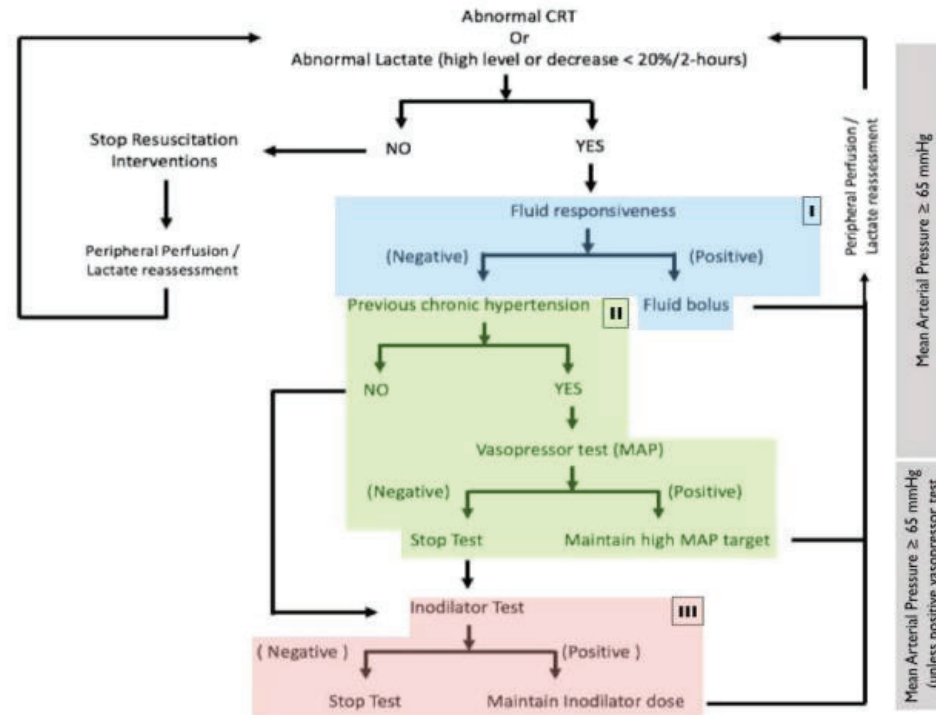 Abnormal CRT
Or
Abnormal Lactate (high level or decrease < 20%/2-hours)
NO
YES
Stop Resuscitation
Interventions
Peripheral Perfusion /
Lactate reassessment
Fluid responsiveness
I
(Negative)
(Positive)
Previous chronic hypertension
II
Fluid bolus
NO
YES
Vasopressor test (MAP)
(Negative)
(Positive)
Stop Test
Maintain high MAP target
Inodilator Test
III
( Negative )
(Positive )
Stop Test
Maintain Inodilator dose
Peripheral Perfusion /
Lactate reassessment
Mean Arterial Pressure ≥ 65 mmHg
Mean Arterial Pressure ≥ 65 mmHg
(unless positive vasopressor test